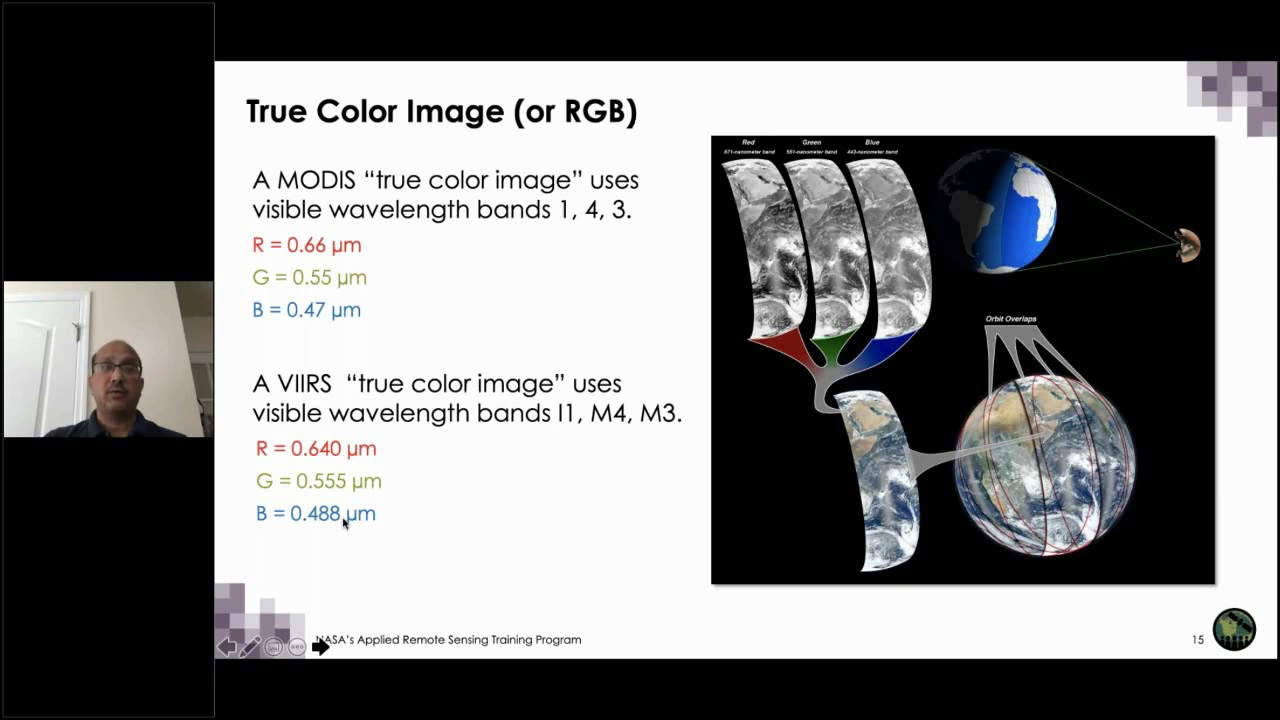 True Color Image (or RGB)
A MODIS “true color image” uses
visible wavelength bands 1, 4, 3.
R = 0.66 µm
G = 0.55 µm
B = 0.47 µm
A VIIRS “true color image” uses
visible wavelength bands I1, M4, M3.
R = 0.640 µm
G = 0.555 µm
B = 0.488 µm
Red
671-nanometer band
Green
551-nanometer band
Blue
443-nanometer band
Orbit Overlaps
NASA's Applied Remote Sensing Training Program
15